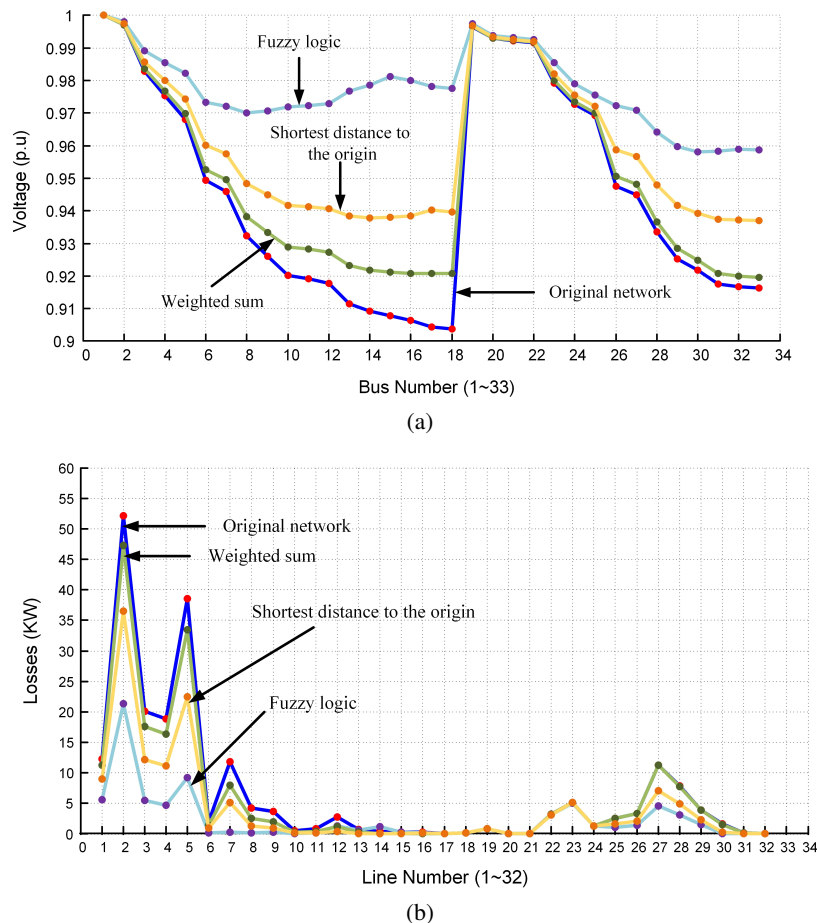 1
0.99
0.98
0.97
0.96
0.95
0.94
0.93
0.92
0.91
0.9
Voltage (p.u)
Fuzzy logic
Shortest distance to
the origin
Weighted sum
Original network
0 2 4 6 8 10 12 14 16 18 20 22 24 26 28 30 32 34
Bus Number (1~33)
(a)
60
55
50
45
40
35
30
25
20
15
10
5
0
Losses (KW)
Original network
Weighted sum
Shortest distance to the origin
Fuzzy logic
0 1 2 3 4 5 6 7 8 9 10 11 12 13 14 15 16 17 18 19 20 21 22 23 24 25 26 27 28 29 30 31 32 33 34
Line Number (1~32)
(b)